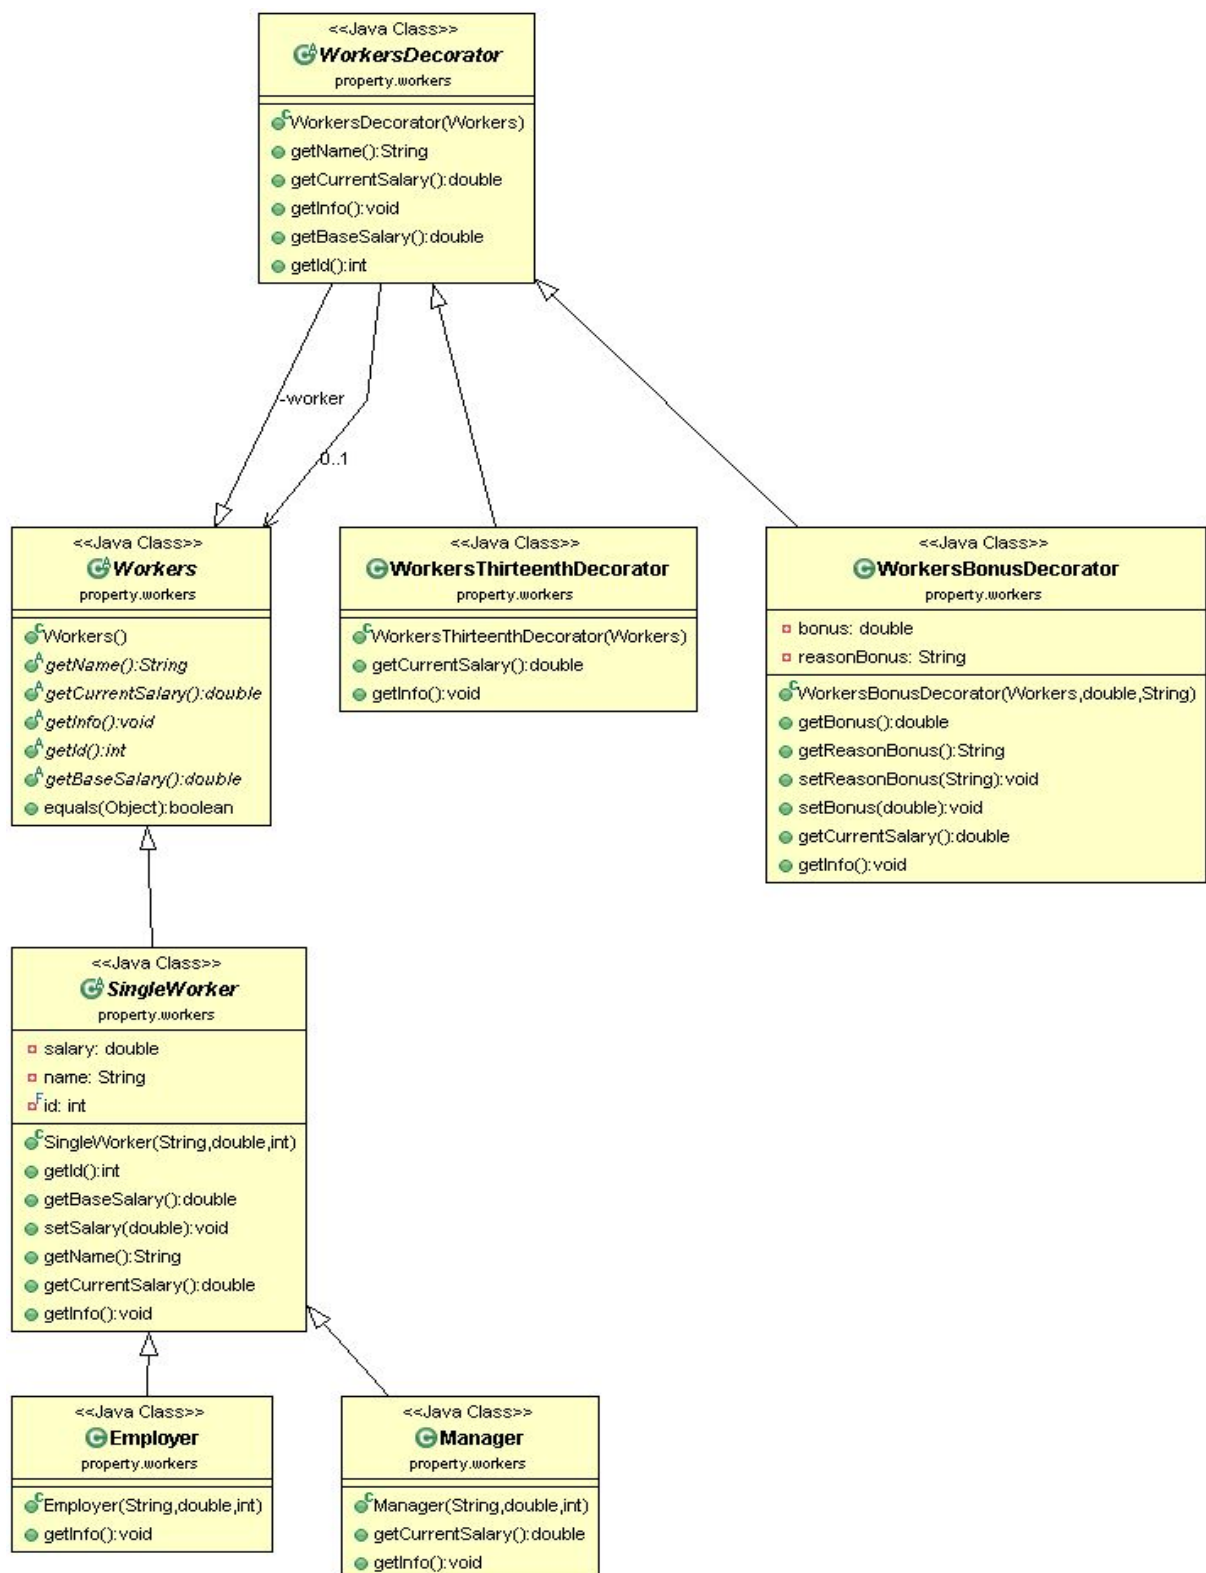 <<Java Class>>
WorkersDecorator
property.workers
WorkersDecorator(Workers)
getName():String
getCurrentSalary():double
getInfo():void
getBaseSalary():double
getId():int
-worker
0..1
<<Java Class>>
Workers
property.workers
Workers()
getName():String
getCurrentSalary():double
getInfo():void
getId():int
getBaseSalary():double
equals(Object):boolean
<<Java Class>>
WorkersThirteenthDecorator
property.workers
WorkersThirteenthDecorator(Workers)
getCurrentSalary():double
getInfo():void
<<Java Class>>
WorkersBonusDecorator
property.workers
bonus: double
reasonBonus: String
WorkersBonusDecorator(Workers,double,String)
getBonus():double
getReasonBonus():String
setReasonBonus(String):void
setBonus(double):void
getCurrentSalary():double
getInfo():void
<<Java Class>>
SingleWorker
property.workers
salary: double
name: String
id: int
SingleWorker(String,double,int)
getId():int
getBaseSalary():double
setSalary(double):void
getName():String
getCurrentSalary():double
getInfo():void
<<Java Class>>
Employer
property.workers
Employer(String,double,int)
getInfo():void
<<Java Class>>
Manager
property.workers
Manager(String,double,int)
getCurrentSalary():double
getInfo():void